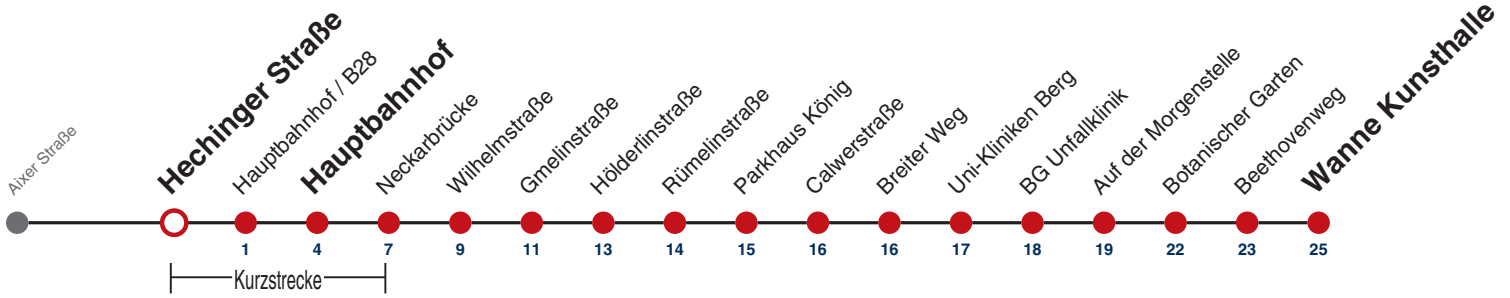 Aixer Straße
Hechinger Straße
Hauptbahnhof / B28
Hauptbahnhof
Neckarbrücke
Wilhelmstraße
Gmelinstraße
Hölderlinstraße
Rümelinstraße
Parkhaus König
Calwerstraße
Breiter Weg
Uni-Kliniken Berg
BG Unfallklinik
Auf der Morgenstelle
Botanischer Garten
Beethovenweg
Wanne Kunsthalle
1 4 7 9 11 13 14 15 16 16 17 18 19 22 23 25
Kurzstrecke